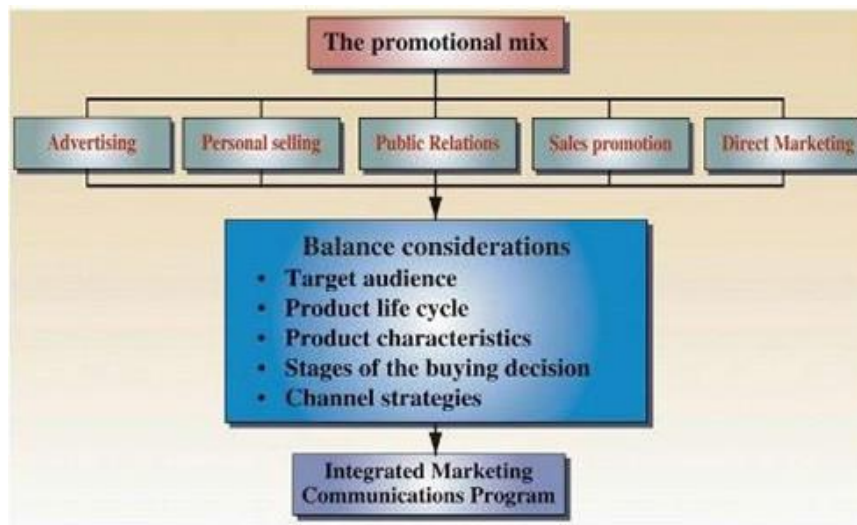 The promotional mix
Advertising
Personal selling
Public Relations
Sales promotion
Direct Marketing
Balance considerations
• Target audience
• Product life cycle
• Product characteristics
• Stages of the buying decision
• Channel strategies
Integrated Marketing
Communications Program